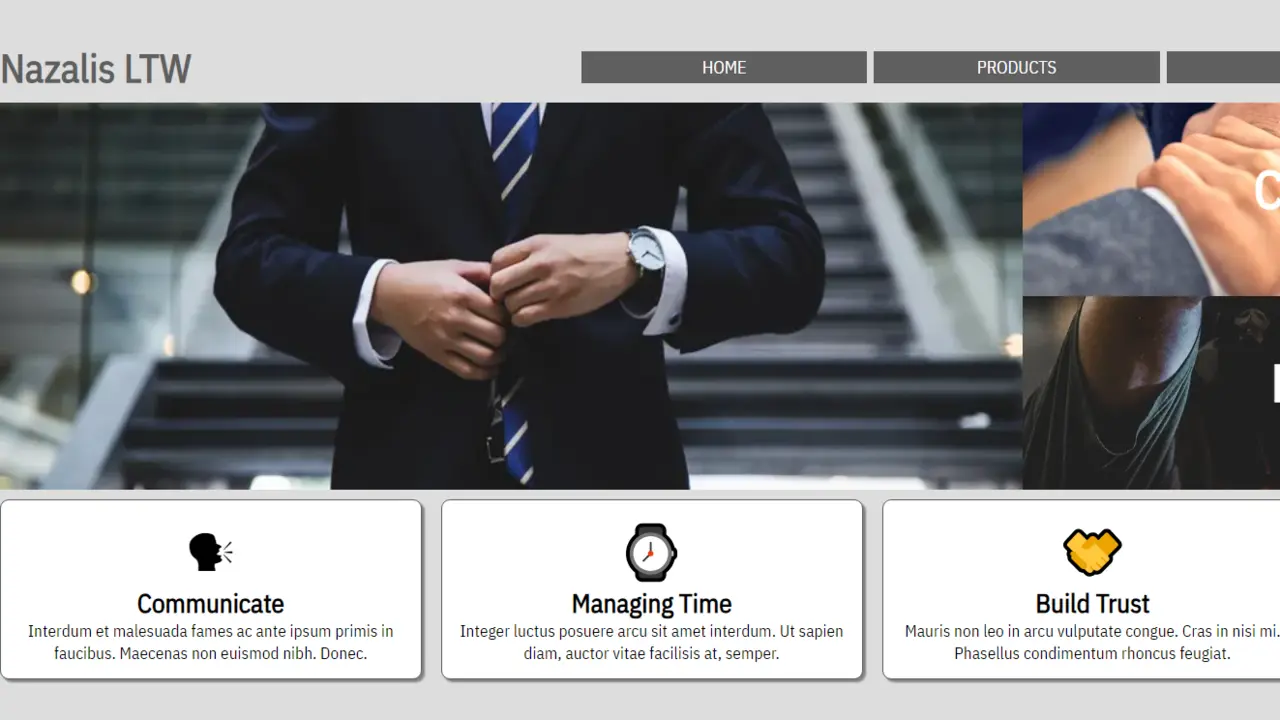 Nazalis LTW
HOME
PRODUCTS
C
Communicate
Interdum et malesuada fames ac ante ipsum primis in
faucibus. Maecenas non euismod nibh. Donec.
Managing Time
Integer luctus posuere arcu sit amet interdum. Ut sapien
diam, auctor vitae facilisis at, semper.
Build Trust
Mauris non leo in arcu vulputate congue. Cras in nisi mi.
Phasellus condimentum rhoncus feugiat.